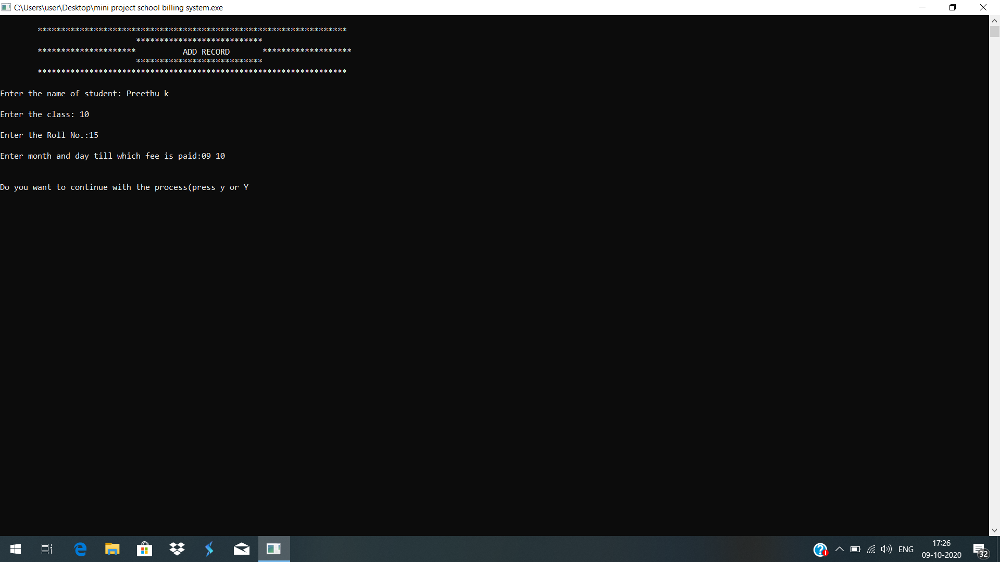 C:\Users\user\Desktop\mini project school billing system.exe
******************************************************************
***************************
********************* ADD RECORD *******************
***************************
******************************************************************
Enter the name of student: Preethu k
Enter the class: 10
Enter the Roll No.:15
Enter month and day till which fee is paid:09 10
Do you want to continue with the process(press y or Y
ENG
17:26
09-10-2020
32